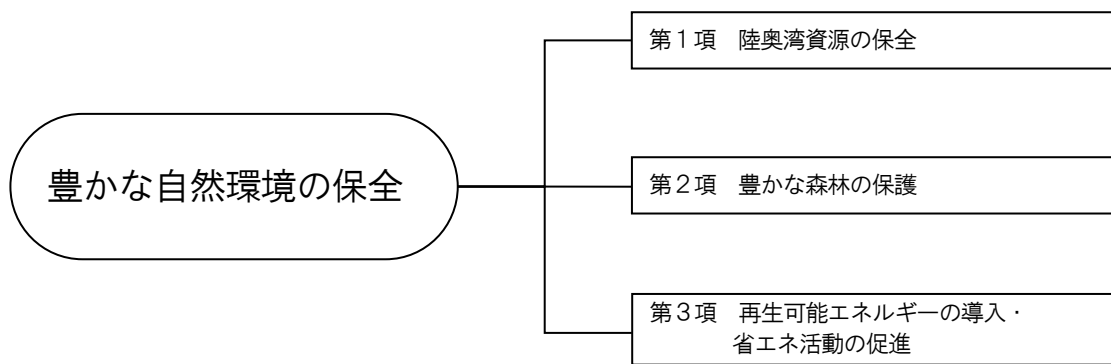 豊かな自然環境の保全
第１項　陸奥湾資源の保全
第２項　豊かな森林の保護
第３項　再生可能エネルギーの導入・
省エネ活動の促進